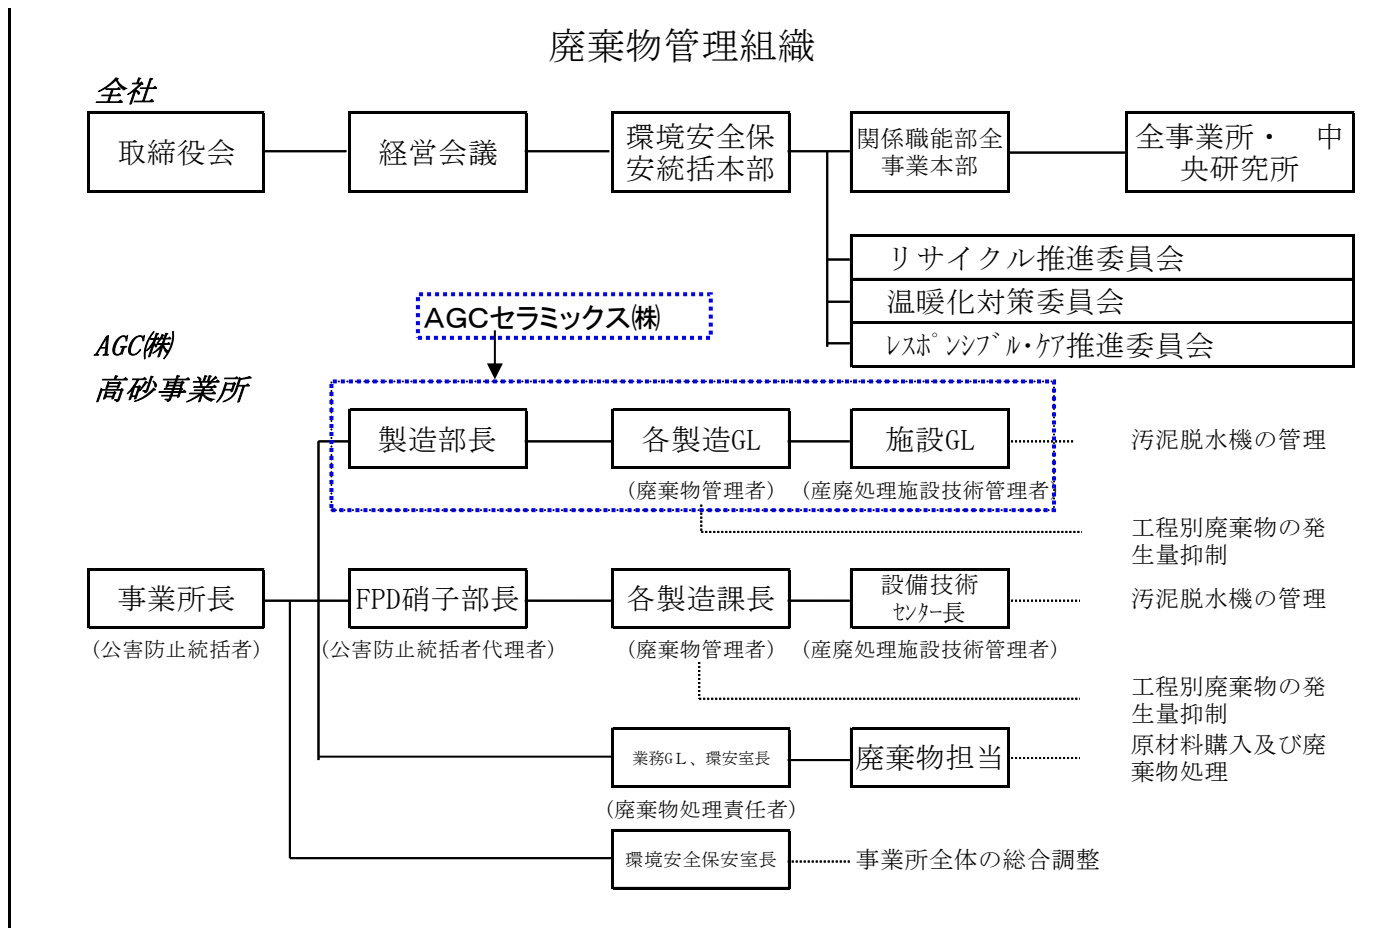 廃棄物管理組織
全社
取締役会
経営会議
環境安全保
安統括本部
関係職能部全
事業本部
全事業所・　中
央研究所
リサイクル推進委員会
温暖化対策委員会
ﾚｽﾎﾟﾝｼﾌﾞﾙ・ｹｱ推進委員会
AGCセラミックス㈱
AGC㈱
高砂事業所
製造部長
各製造GL
施設GL
汚泥脱水機の管理
(廃棄物管理者)
(産廃処理施設技術管理者)
工程別廃棄物の発
生量抑制
事業所長
FPD硝子部長
各製造課長
設備技術
ｾﾝﾀｰ長
汚泥脱水機の管理
(公害防止統括者)
(公害防止統括者代理者)
(廃棄物管理者)
(産廃処理施設技術管理者)
工程別廃棄物の発
生量抑制
業務GL、環安室長
廃棄物担当
原材料購入及び廃
棄物処理
(廃棄物処理責任者)
環境安全保安室長
事業所全体の総合調整